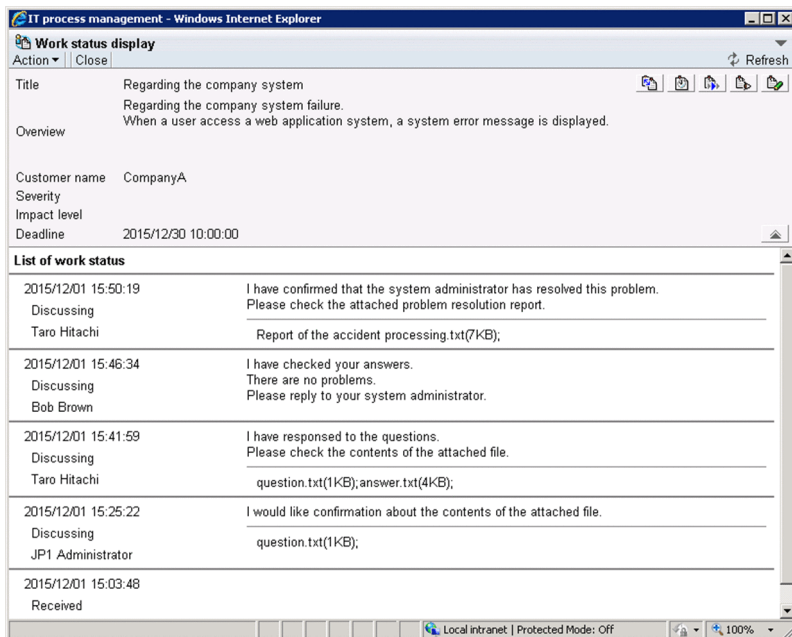 IT process management - Windows Internet Explorer
Work status display
Action Close Refresh
Title Regarding the company system
Overview Regarding the company system failure.
When a user access a web application system, a system error message is displayed.
Customer name CompanyA
Severity
Impact level
Deadline 2015/12/30 10:00:00
List of work status
2015/12/01 15:50:19
Discussing
Taro Hitachi
I have confirmed that the system administrator has resolved this problem.
Please check the attached problem resolution report.
Report of the accident processing.txt(7KB);
2015/12/01 15:46:34
Discussing
Bob Brown
I have checked your answers.
There are no problems.
Please reply to your system administrator.
2015/12/01 15:41:59
Discussing
Taro Hitachi
I have responsed to the questions.
Please check the contents of the attached file.
question.txt(1KB);answer.txt(4KB);
2015/12/01 15:25:22
Discussing
JP1 Administrator
I would like confirmation about the contents of the attached file.
question.txt(1KB);
2015/12/01 15:03:48
Received
Local intranet | Protected Mode: Off 100%